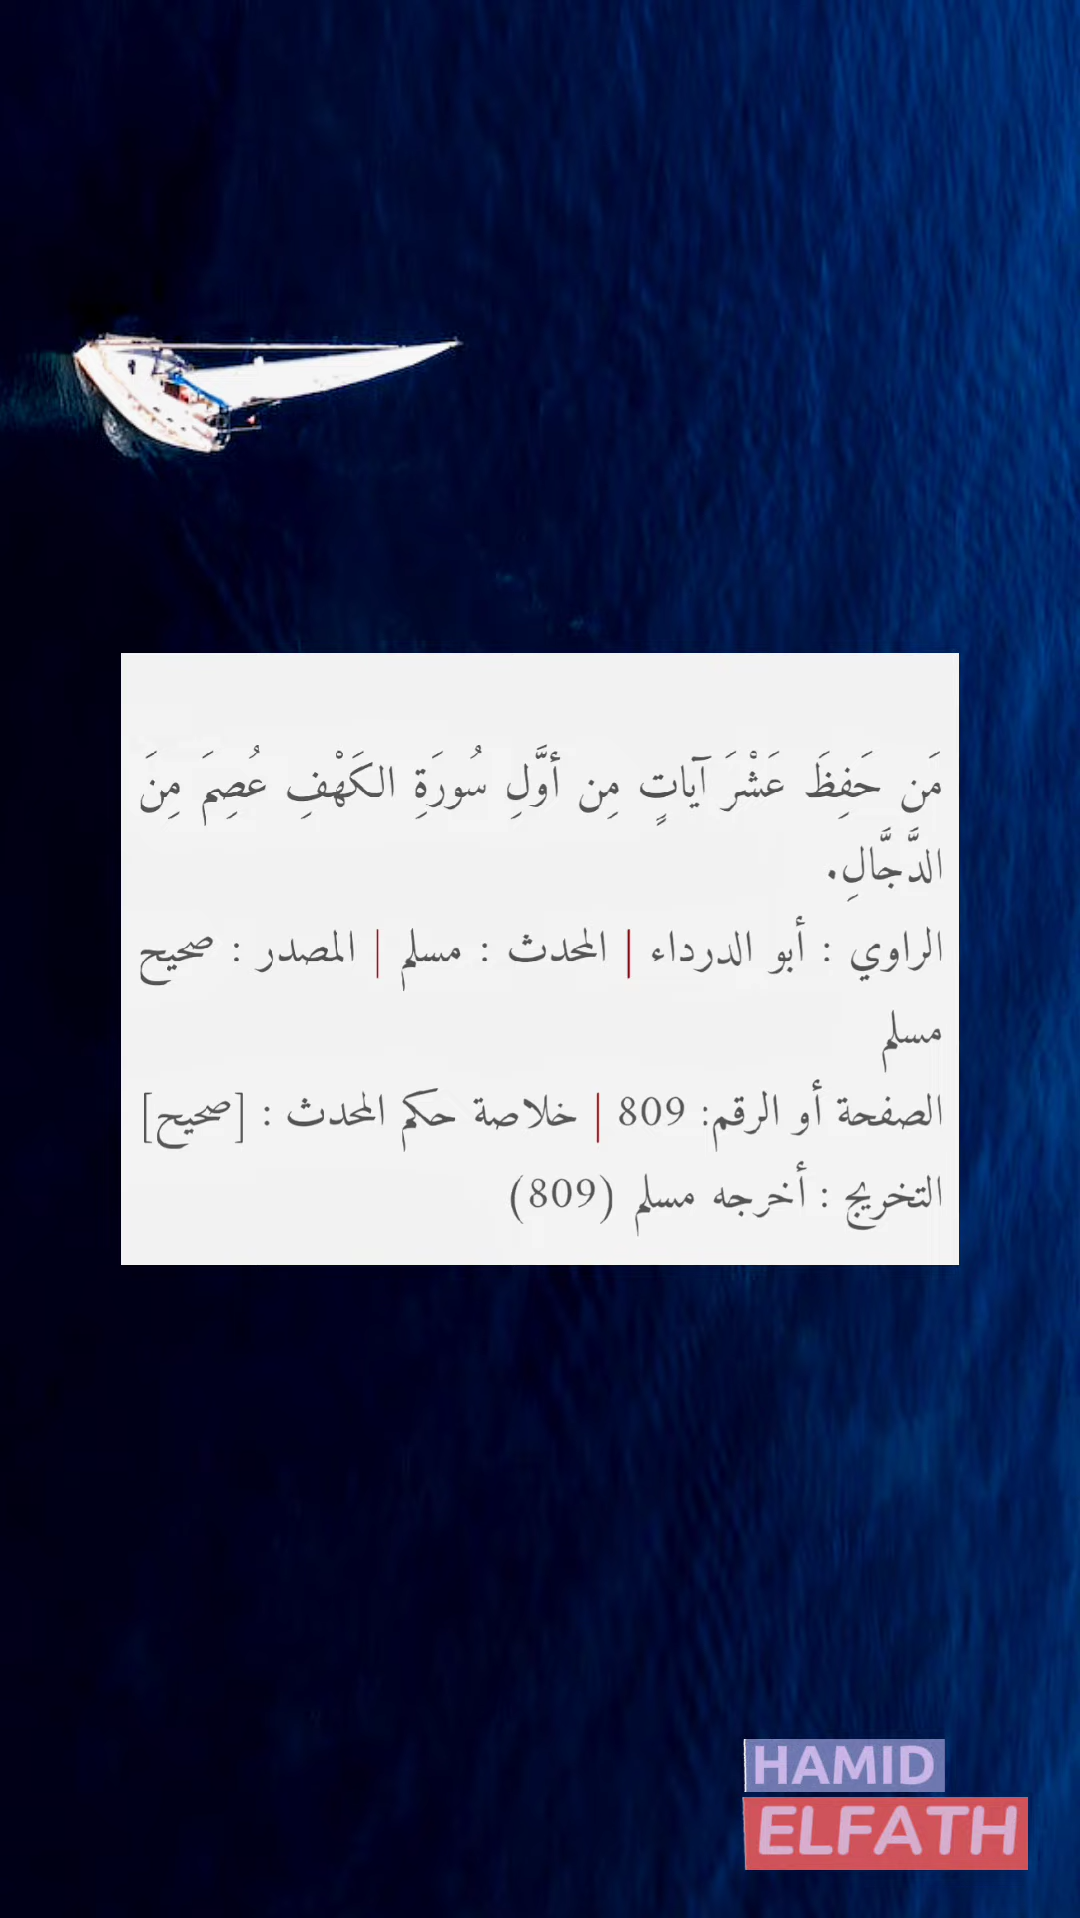 مَن حَفِظَ عَشْرَ آياتٍ مِن أوَّلِ سُورَةِ الكَهْفِ عُصِمَ مِنَ
الدَّجَّالِ.
الراوي : أبو الدرداء | المحدث : مسلم | المصدر : صحيح
مسلم
الصفحة أو الرقم: 809 | خلاصة حكم المحدث : [صحيح]
التخريج : أخرجه مسلم (809)
HAMID
ELFATH